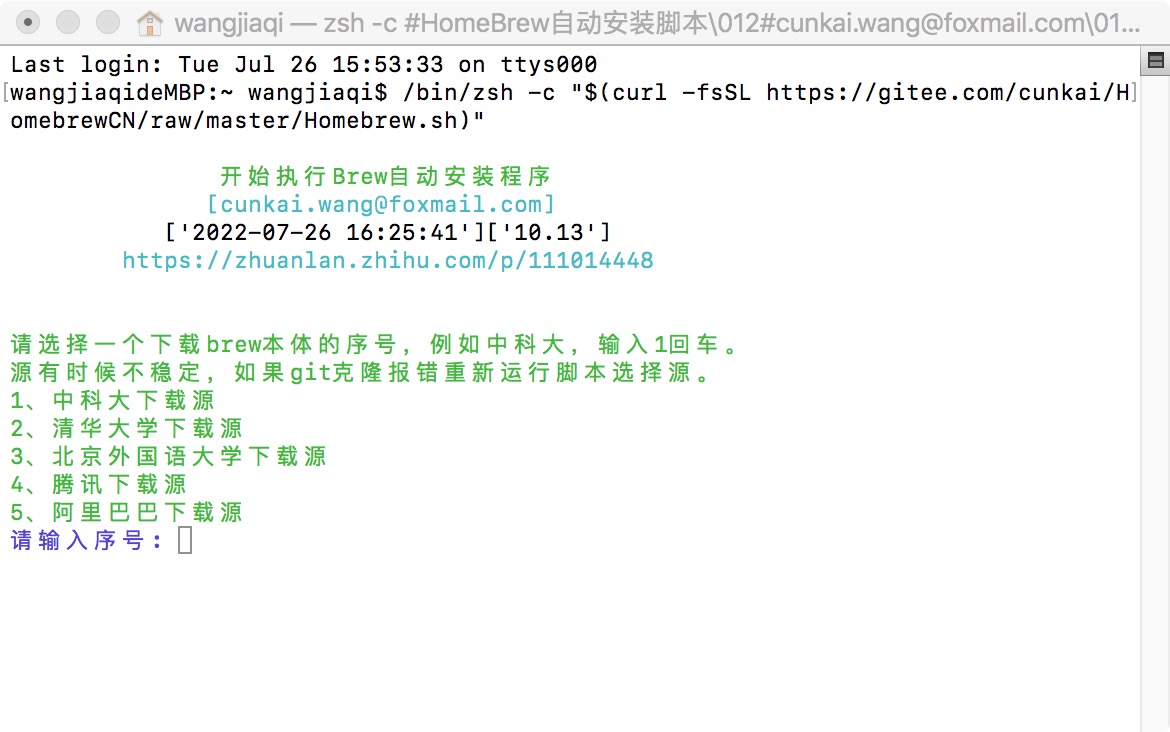 wangjiaqi — zsh -c #HomeBrew自动安装脚本\012#cunkai.wang@foxmail.com\01...
Last login: Tue Jul 26 15:53:33 on ttys000
[wangjiaqideMBP:~ wangjiaqi$ /bin/zsh -c "$(curl -fsSL https://gitee.com/cunkai/H]
omebrewCN/raw/master/Homebrew.sh)"
开始执行Brew自动安装程序
[cunkai.wang@foxmail.com]
['2022-07-26 16:25:41']['10.13']
https://zhuanlan.zhihu.com/p/111014448
请选择一个下载brew本体的序号，例如中科大，输入1回车。
源有时候不稳定，如果git克隆报错重新运行脚本选择源。
1、中科大下载源
2、清华大学下载源
3、北京外国语大学下载源
4、腾讯下载源
5、阿里巴巴下载源
请输入序号：